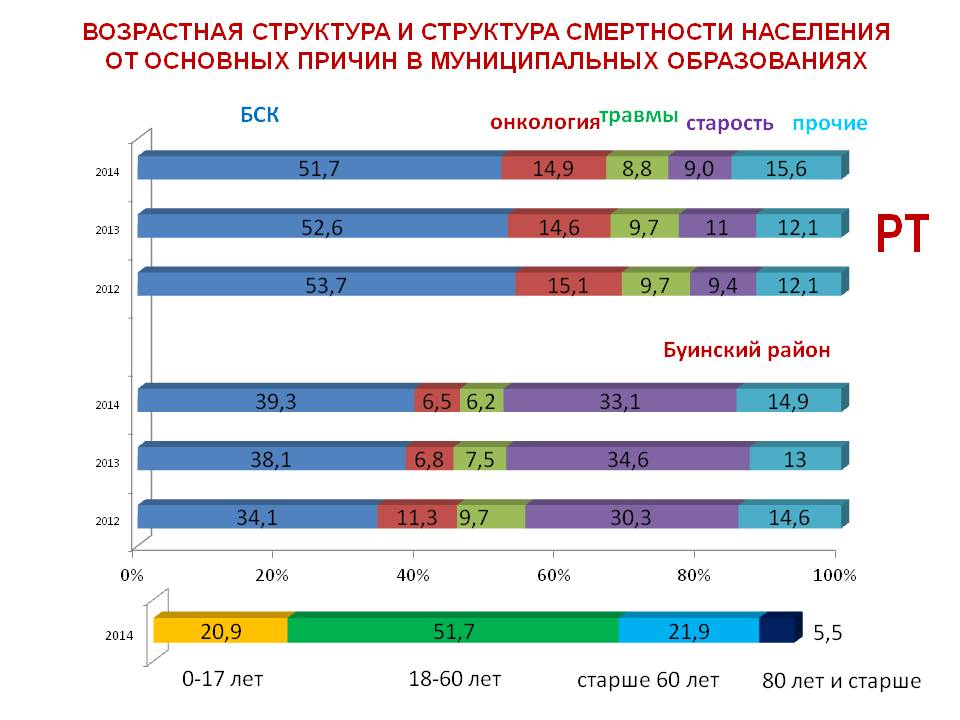 ВОЗРАСТНАЯ СТРУКТУРА И СТРУКТУРА СМЕРТНОСТИ НАСЕЛЕНИЯ
ОТ ОСНОВНЫХ ПРИЧИН В МУНИЦИПАЛЬНЫХ ОБРАЗОВАНИЯХ
БСК онкология травмы старость прочие
2014 51,7 14,9 8,8 9,0 15,6
2013 52,6 14,6 9,7 11 12,1
РТ
2012 53,7 15,1 9,7 9,4 12,1
Буинский район
2014 39,3 6,5 6,2 33,1 14,9
2013 38,1 6,8 7,5 34,6 13
2012 34,1 11,3 9,7 30,3 14,6
0% 20% 40% 60% 80% 100%
2014 20,9 51,7 21,9 5,5
0-17 лет 18-60 лет старше 60 лет 80 лет и старше